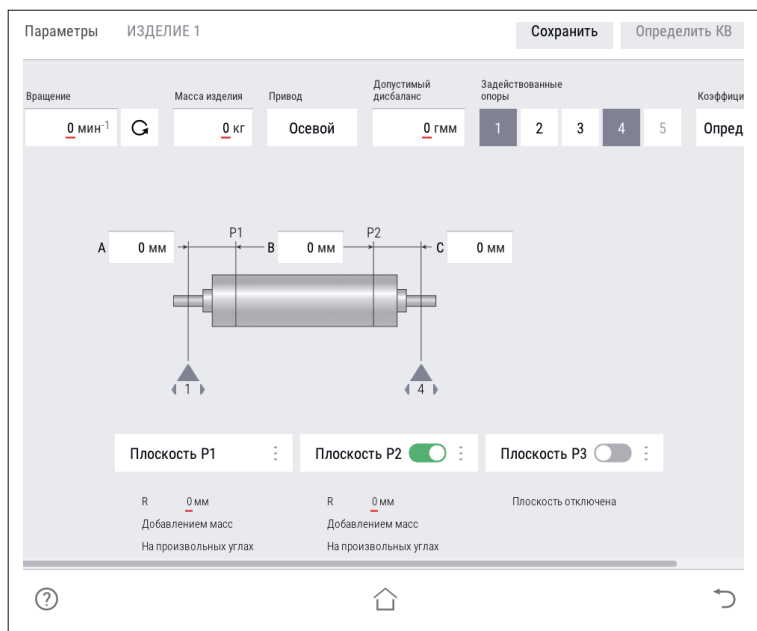 Параметры ИЗДЕЛИЕ 1 Сохранить Определить КВ
Допустимый Задействованные
Вращение Масса изделия Привод дисбаланс опоры Коэффици
0 мин-1 0 кг Осевой 0 гмм 1 2 3 4 5 Опред
P1 P2
A 0 мм B 0 мм C 0 мм
1 4
Плоскость P1 Плоскость P2 Плоскость P3
R 0 мм R 0 мм Плоскость отключена
Добавлением масс Добавлением масс
На произвольных углах На произвольных углах
?